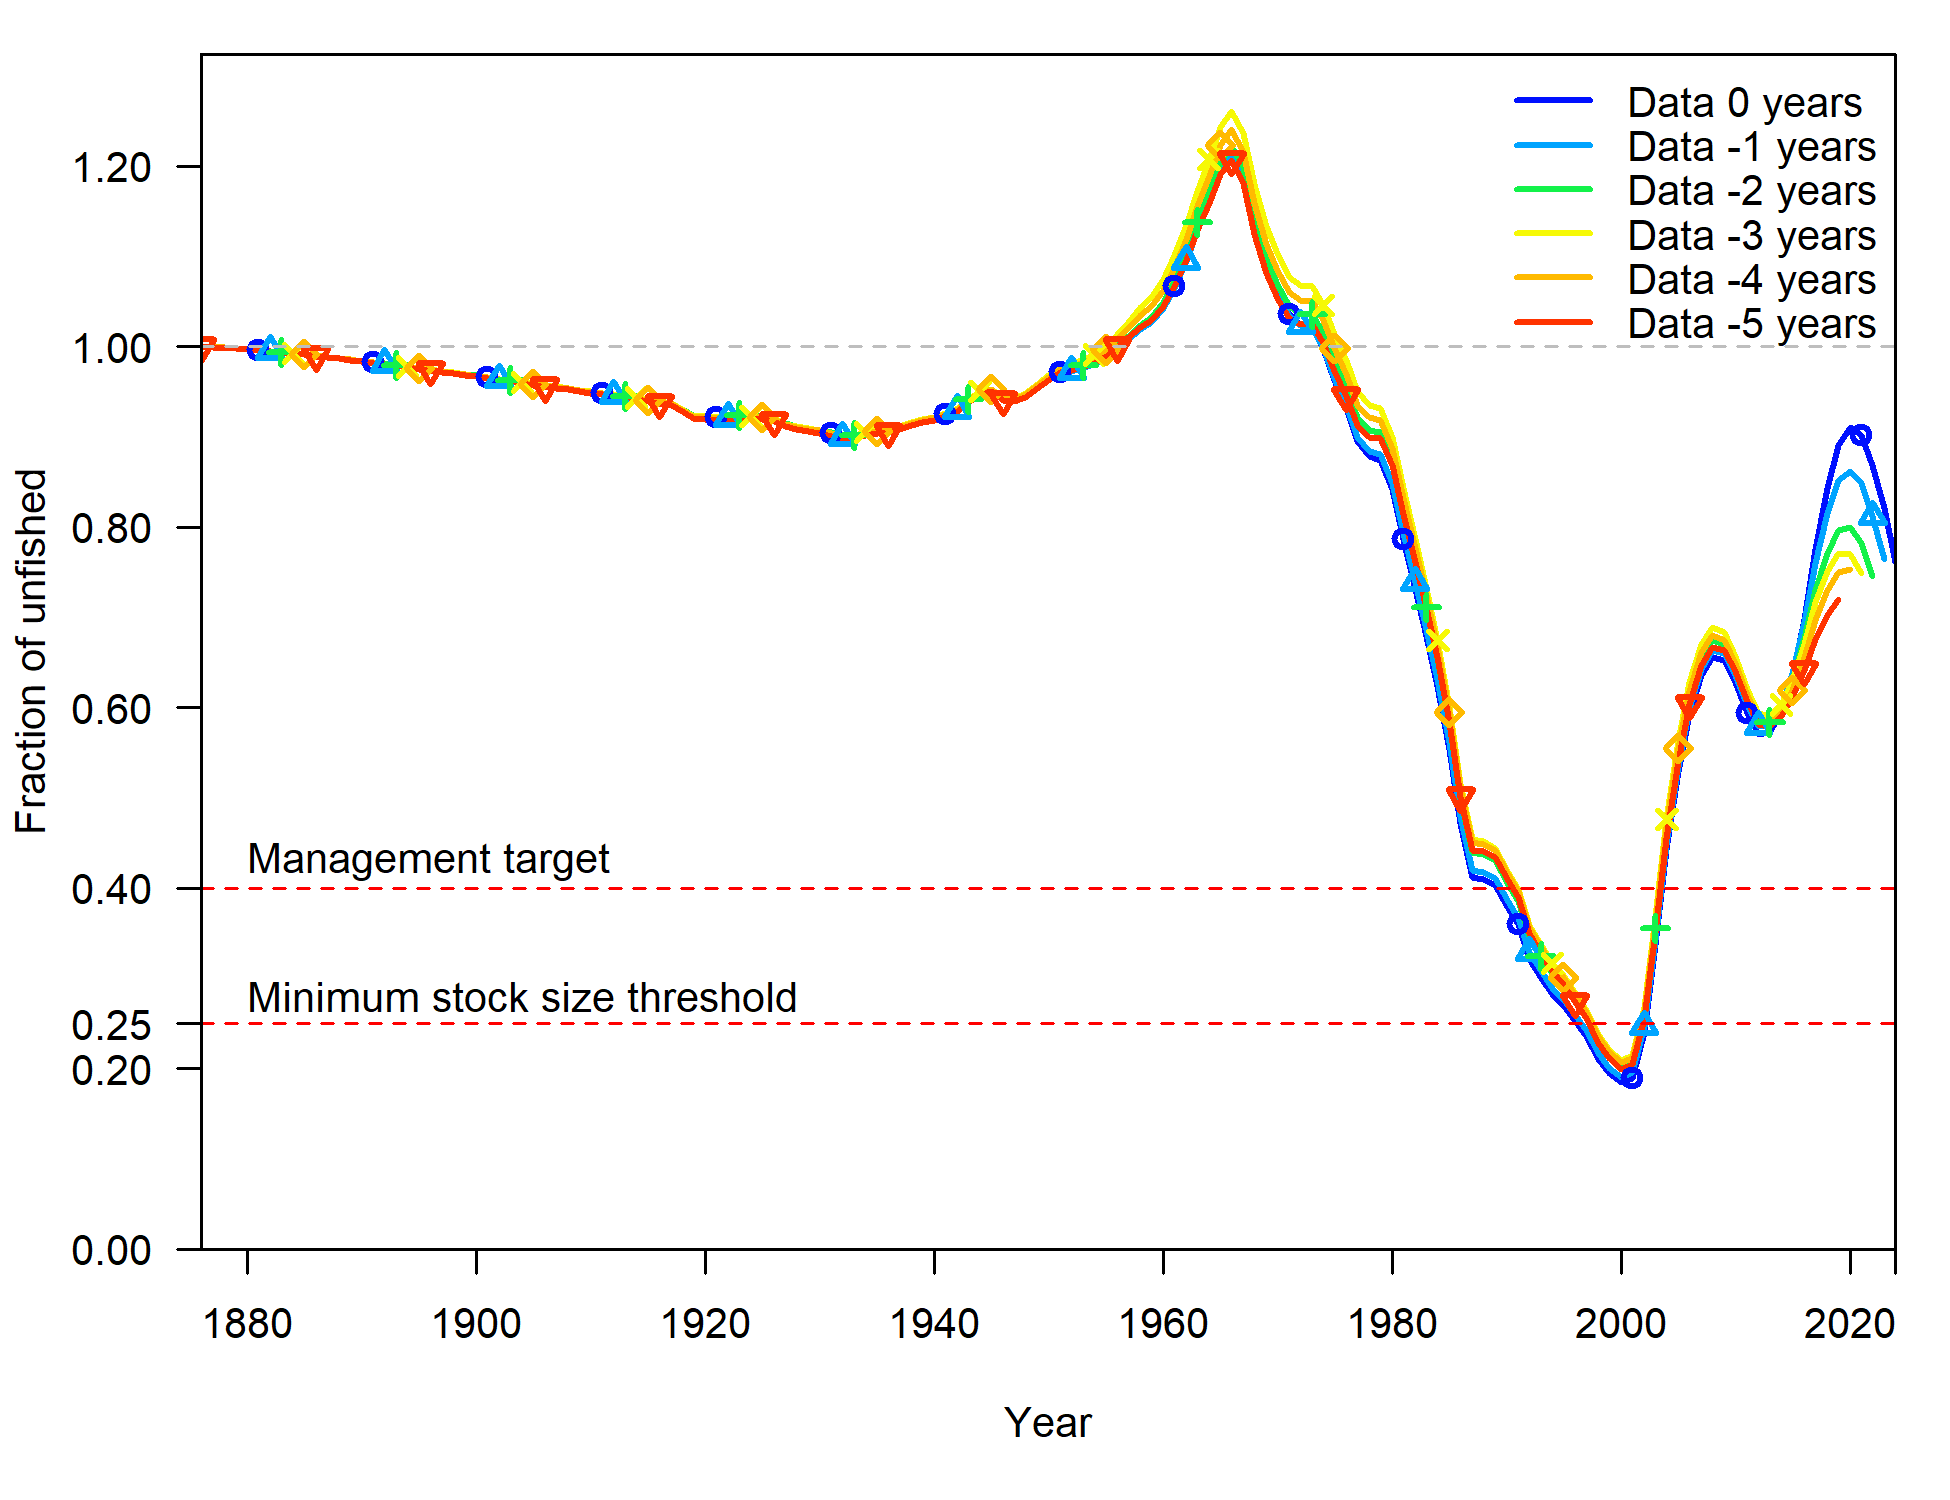 Data 0 years
Data -1 years
Data -2 years
Data -3 years
Data -4 years
Data -5 years
1.20
1.00
0.80
0.60
0.40
0.25
0.20
0.00
Fraction of unfished
Management target
Minimum stock size threshold
1880 1900 1920 1940 1960 1980 2000 2020
Year